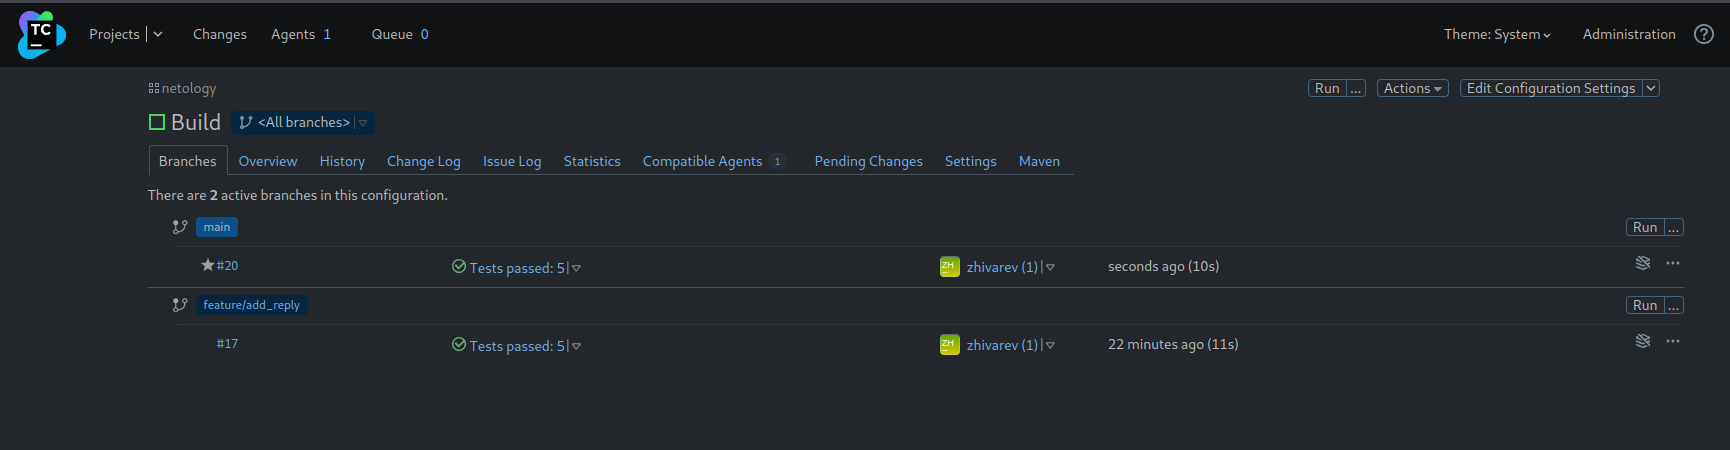 TC Projects Changes Agents 1 Queue 0 Theme: System Administration ?
netology Run ... Actions Edit Configuration Settings
Build <All branches>
Branches Overview History Change Log Issue Log Statistics Compatible Agents 1 Pending Changes Settings Maven
There are 2 active branches in this configuration.
main Run ...
#20 Tests passed: 5 ZH zhivarev (1) seconds ago (10s) ...
feature/add_reply Run ...
#17 Tests passed: 5 ZH zhivarev (1) 22 minutes ago (11s) ...